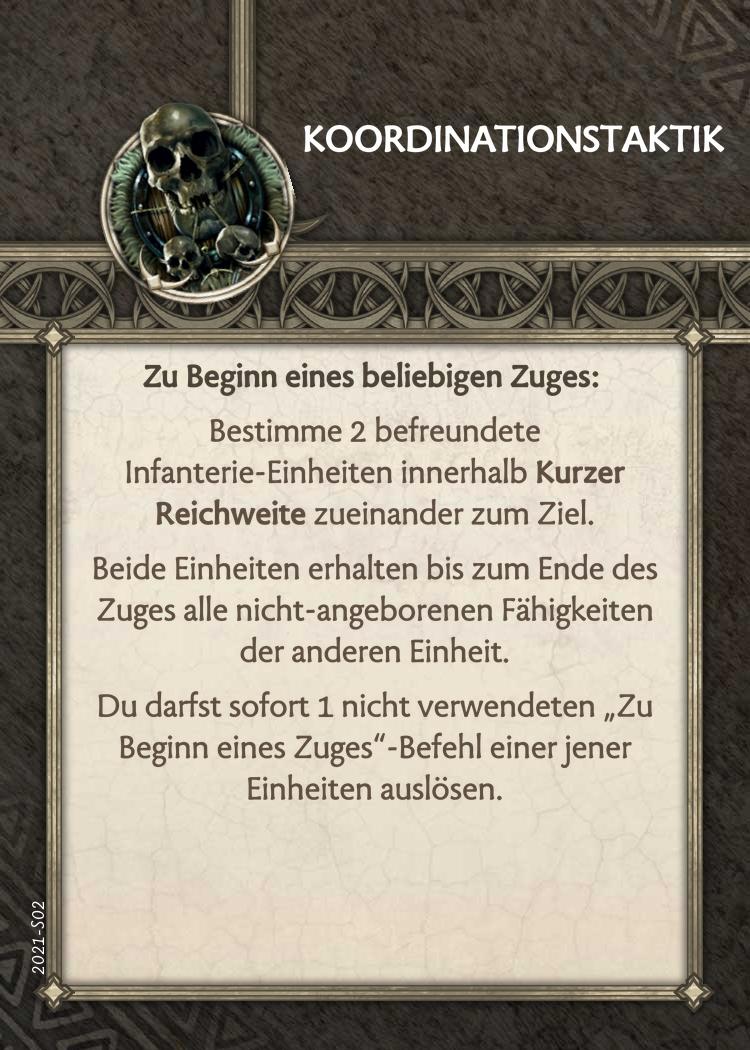 KOORDINATIONSTAKTIK
Zu Beginn eines beliebigen Zuges:
Bestimme 2 befreundete
Infanterie-Einheiten innerhalb Kurzer
Reichweite zueinander zum Ziel.
Beide Einheiten erhalten bis zum Ende des
Zuges alle nicht-angeborenen Fähigkeiten
der anderen Einheit.
Du darfst sofort 1 nicht verwendeten „Zu
Beginn eines Zuges“-Befehl einer jener
Einheiten auslösen.
2021-S02